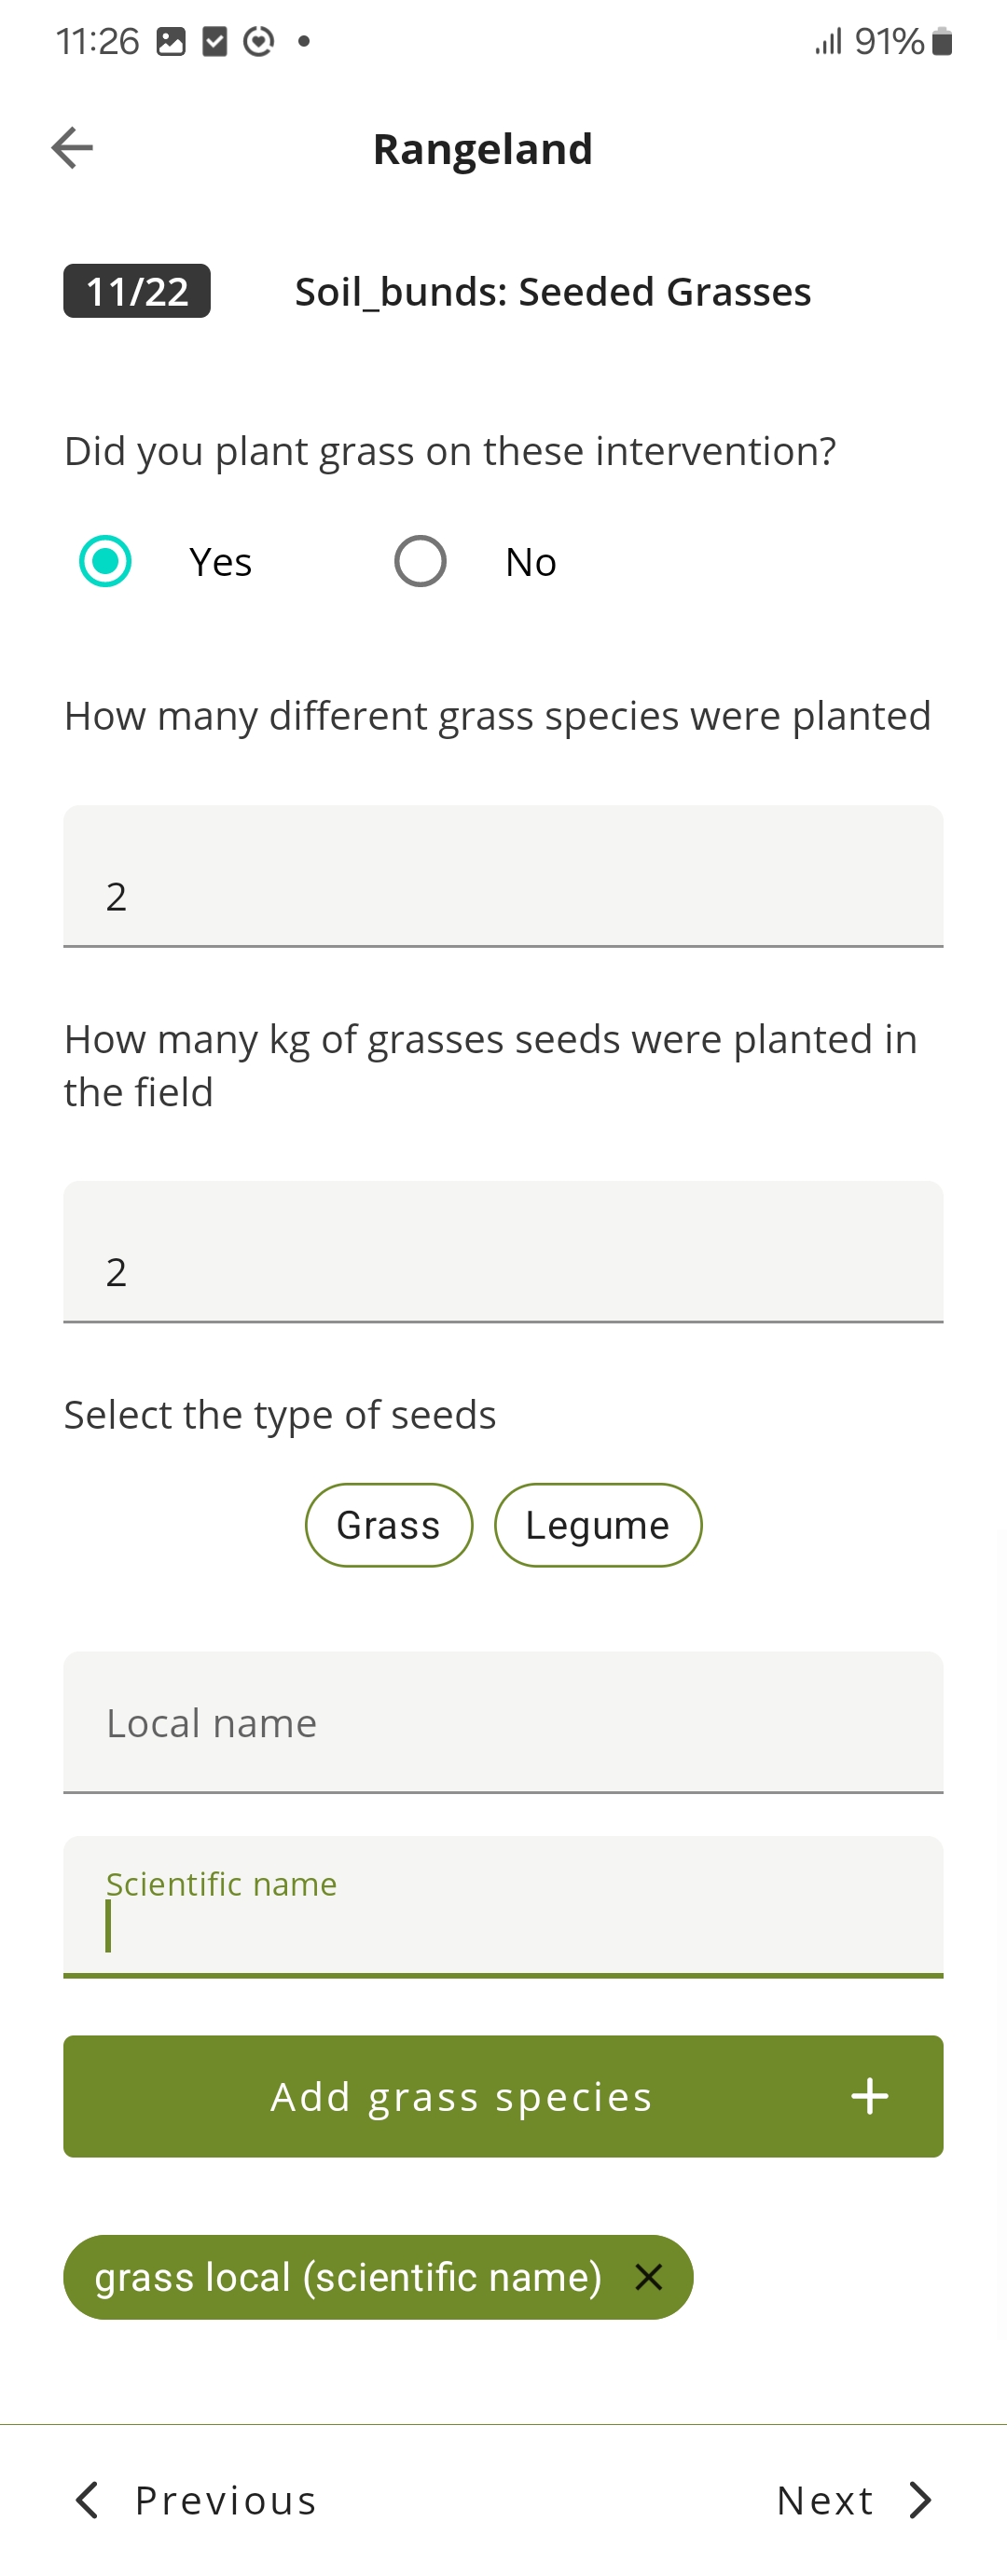 11:26 91%
Rangeland
11/22 Soil_bunds: Seeded Grasses
Did you plant grass on these intervention?
Yes No
How many different grass species were planted
2
How many kg of grasses seeds were planted in
the field
2
Select the type of seeds
Grass Legume
Local name
Scientific name
Add grass species +
grass local (scientific name)
Previous Next